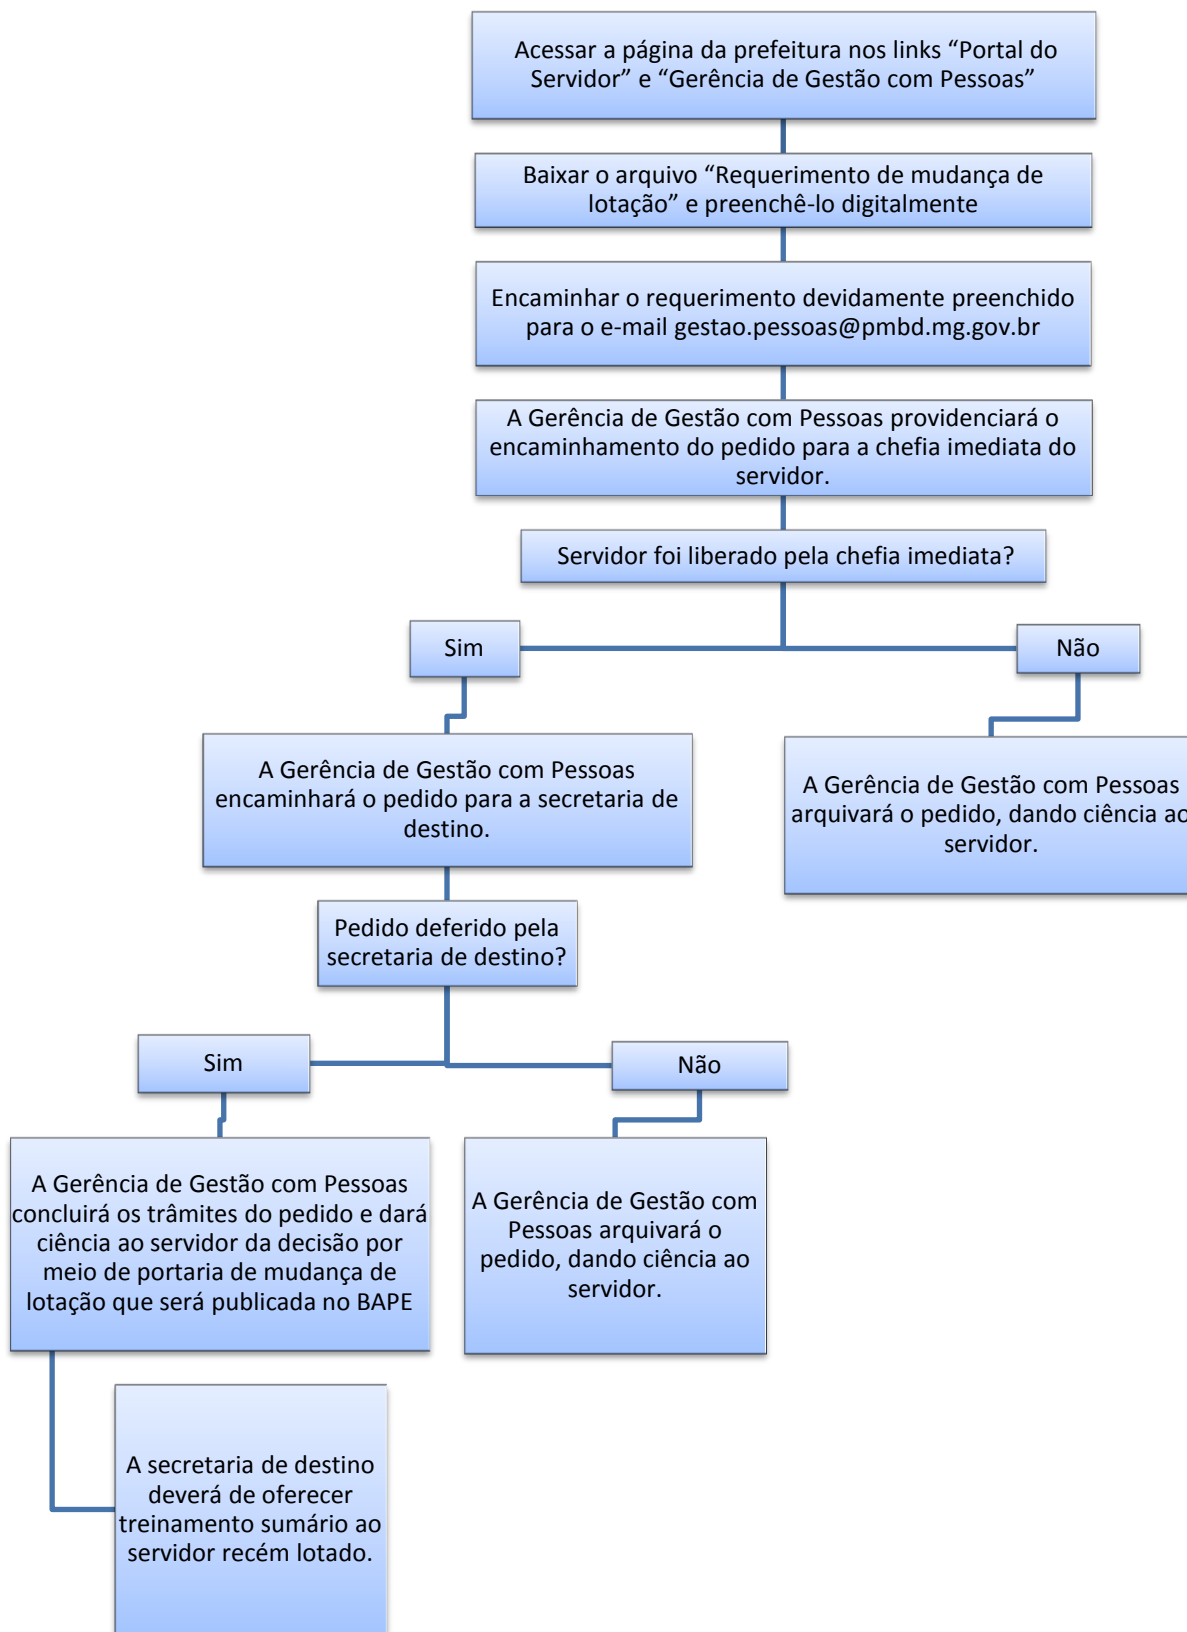 Acessar a página da prefeitura nos links “Portal do
Servidor” e “Gerência de Gestão com Pessoas”
Baixar o arquivo “Requerimento de mudança de
lotação” e preenchê-lo digitalmente
Encaminhar o requerimento devidamente preenchido
para o e-mail gestao.pessoas@pmbd.mg.gov.br
A Gerência de Gestão com Pessoas providenciará o
encaminhamento do pedido para a chefia imediata do
servidor.
Servidor foi liberado pela chefia imediata?
Sim
Não
A Gerência de Gestão com Pessoas
encaminhará o pedido para a secretaria de
destino.
A Gerência de Gestão com Pessoas
arquivará o pedido, dando ciência ao
servidor.
Pedido deferido pela
secretaria de destino?
Sim
Não
A Gerência de Gestão com Pessoas
concluirá os trâmites do pedido e dará
ciência ao servidor da decisão por
meio de portaria de mudança de
lotação que será publicada no BAPE
A Gerência de Gestão com
Pessoas arquivará o
pedido, dando ciência ao
servidor.
A secretaria de destino
deverá de oferecer
treinamento sumário ao
servidor recém lotado.